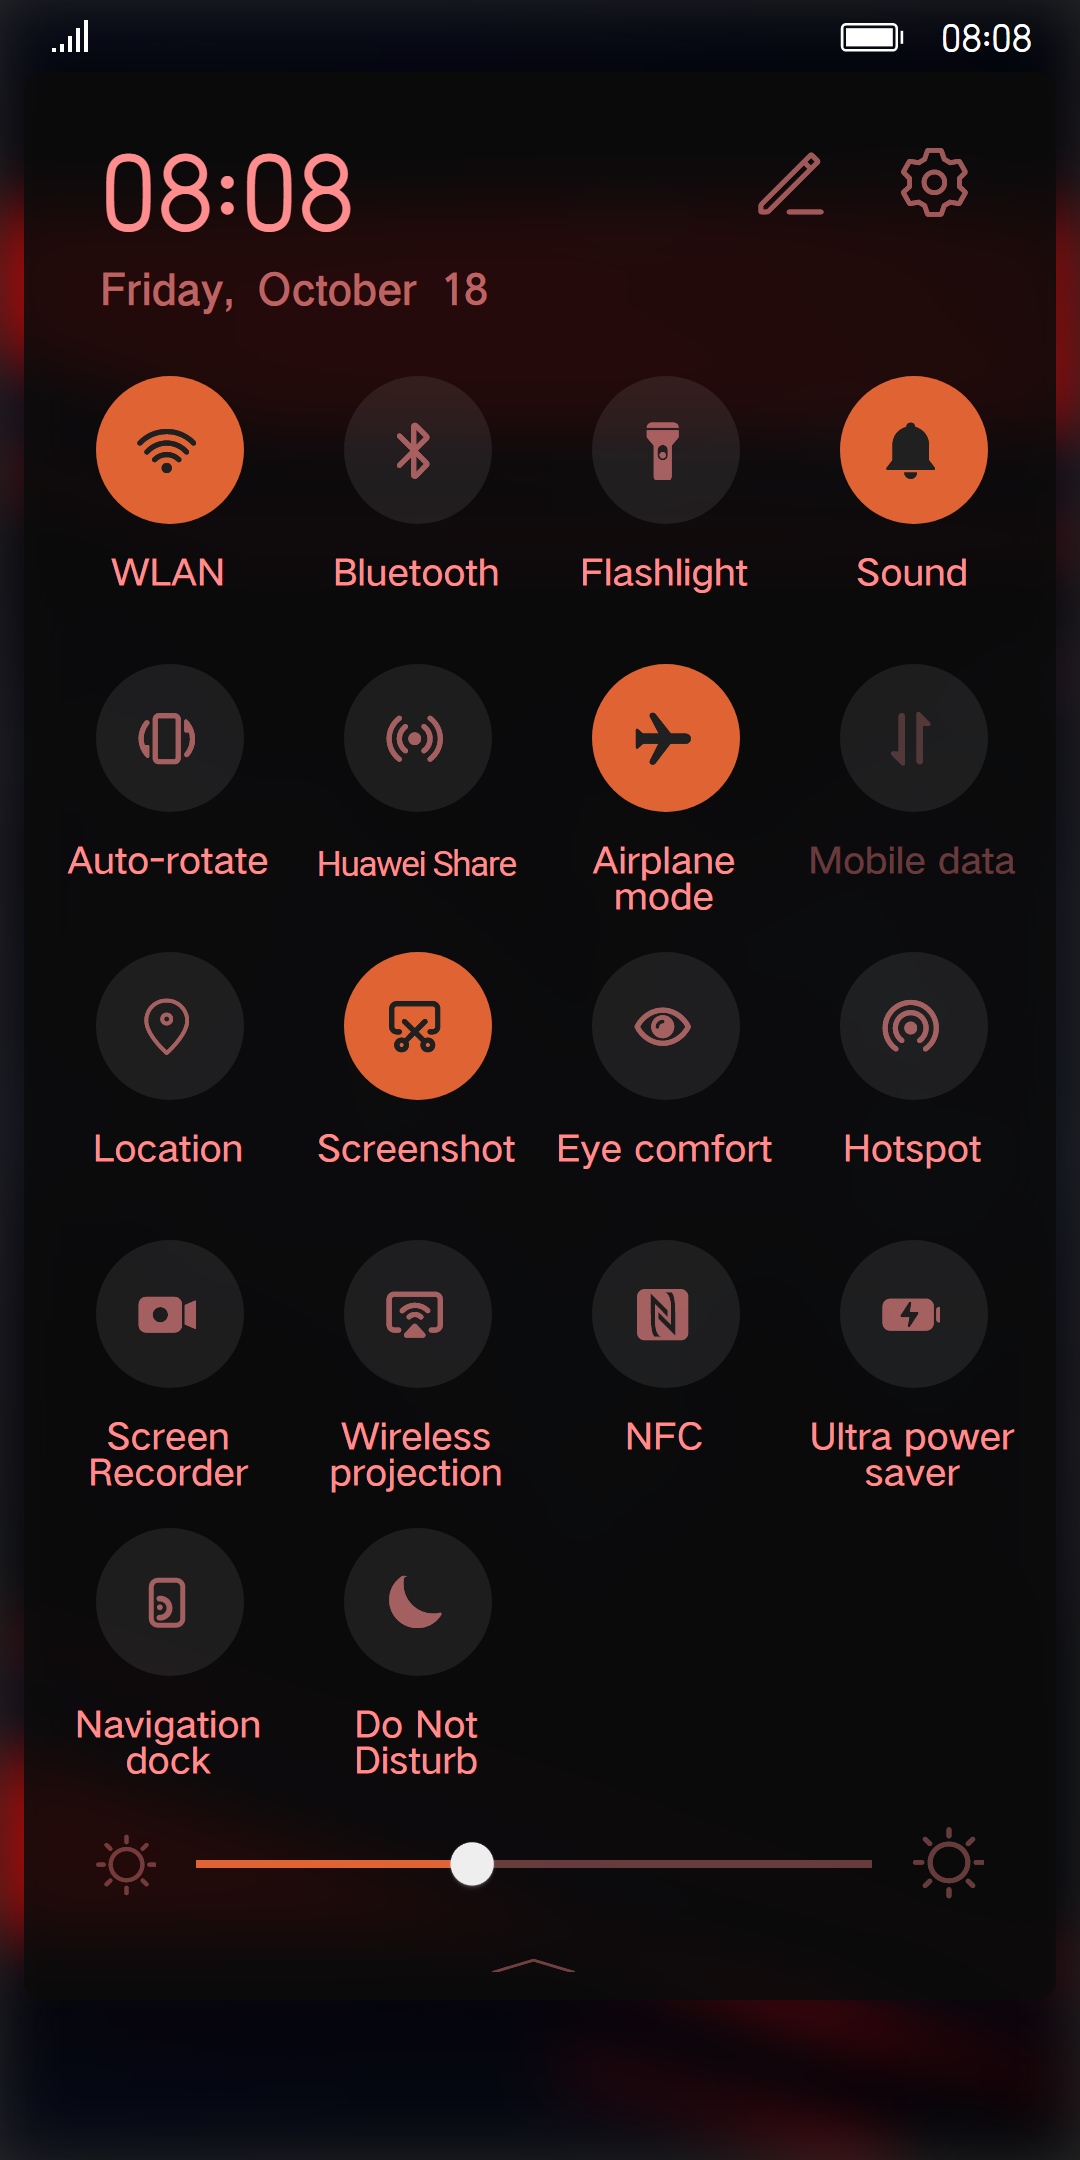 08:08
08:08
Friday, October 18
WLAN
Bluetooth
Flashlight
Sound
Auto-rotate
Huawei Share
Airplane
mode
Mobile data
Location
Screenshot
Eye comfort
Hotspot
Screen
Recorder
Wireless
projection
NFC
Ultra power
saver
Navigation
dock
Do Not
Disturb